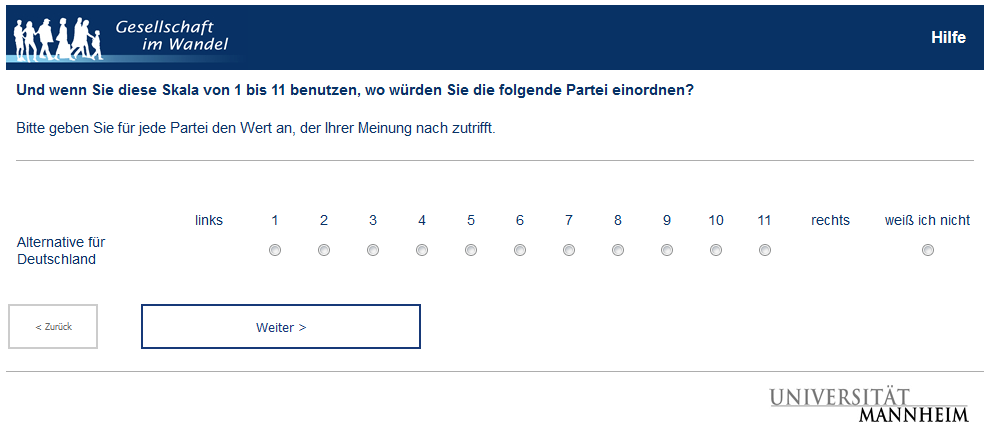 Gesellschaft
im Wandel
Hilfe
Und wenn Sie diese Skala von 1 bis 11 benutzen, wo würden Sie die folgende Partei einordnen?
Bitte geben Sie für jede Partei den Wert an, der Ihrer Meinung nach zutrifft.
links 1 2 3 4 5 6 7 8 9 10 11 rechts weiß ich nicht
Alternative für
Deutschland
< Zurück Weiter >
UNIVERSITÄT
MANNHEIM